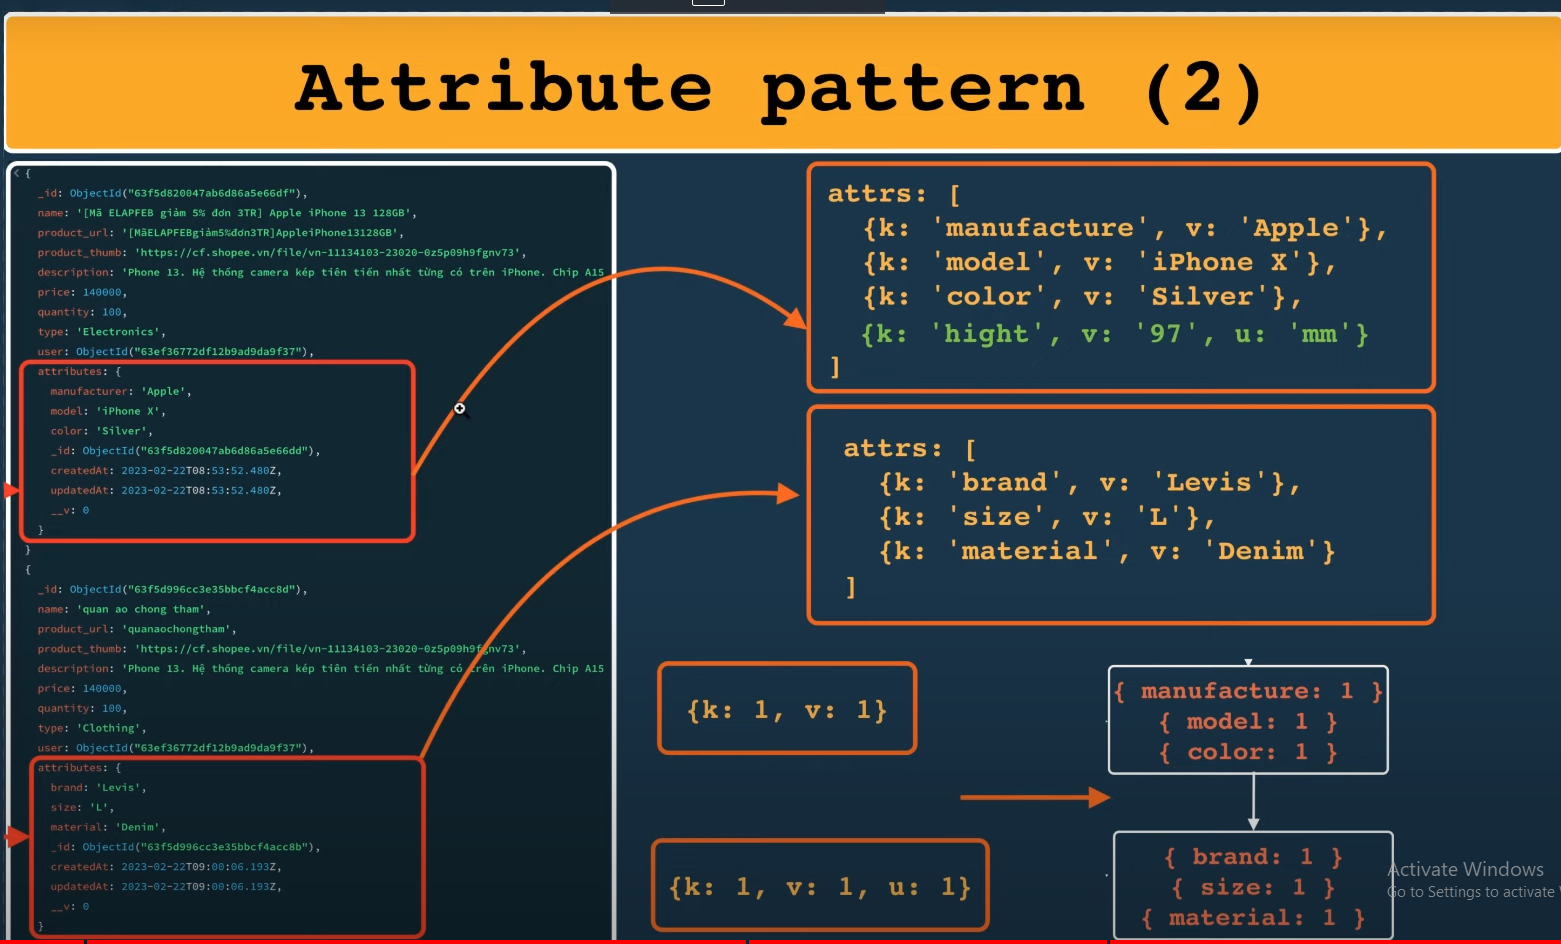 Attribute pattern (2)
{
_id: ObjectId("63f5d820047ab6d86a5e66df"),
name: '[Mã ELAPFEB giảm 5% đơn 3TR] Apple iPhone 13 128GB',
product_url: '[MãELAPFEBgiảm5%đơn3TR]AppleiPhone13128GB',
product_thumb: 'https://cf.shopee.vn/file/vn-11134103-23020-0z5p09h9fgnv73',
description: 'Phone 13. Hệ thống camera kép tiên tiến nhất từng có trên iPhone. Chip A15
price: 140000,
quantity: 100,
type: 'Electronics',
user: ObjectId("63ef36772df12b9ad9da9f37"),
attributes: {
manufacturer: 'Apple',
model: 'iPhone X',
color: 'Silver',
_id: ObjectId("63f5d820047ab6d86a5e66dd"),
createdAt: 2023-02-22T08:53:52.480Z,
updatedAt: 2023-02-22T08:53:52.480Z,
__v: 0
}
}
{
_id: ObjectId("63f5d996cc3e35bbcf4acc8d"),
name: 'quan ao chong tham',
product_url: 'quanaochongtham',
product_thumb: 'https://cf.shopee.vn/file/vn-11134103-23020-0z5p09h9fgnv73',
description: 'Phone 13. Hệ thống camera kép tiên tiến nhất từng có trên iPhone. Chip A15
price: 140000,
quantity: 100,
type: 'Clothing',
user: ObjectId("63ef36772df12b9ad9da9f37"),
attributes: {
brand: 'Levis',
size: 'L',
material: 'Denim',
_id: ObjectId("63f5d996cc3e35bbcf4acc8b"),
createdAt: 2023-02-22T09:00:06.193Z,
updatedAt: 2023-02-22T09:00:06.193Z,
__v: 0
}
attrs: [
{k: 'manufacture', v: 'Apple'},
{k: 'model', v: 'iPhone X'},
{k: 'color', v: 'Silver'},
{k: 'hight', v: '97', u: 'mm'}
]
attrs: [
{k: 'brand', v: 'Levis'},
{k: 'size', v: 'L'},
{k: 'material', v: 'Denim'}
]
{k: 1, v: 1}
{k: 1, v: 1, u: 1}
{ manufacture: 1 }
{ model: 1 }
{ color: 1 }
{ brand: 1 }
{ size: 1 }
{ material: 1 }
Activate Windows
Go to Settings to activate